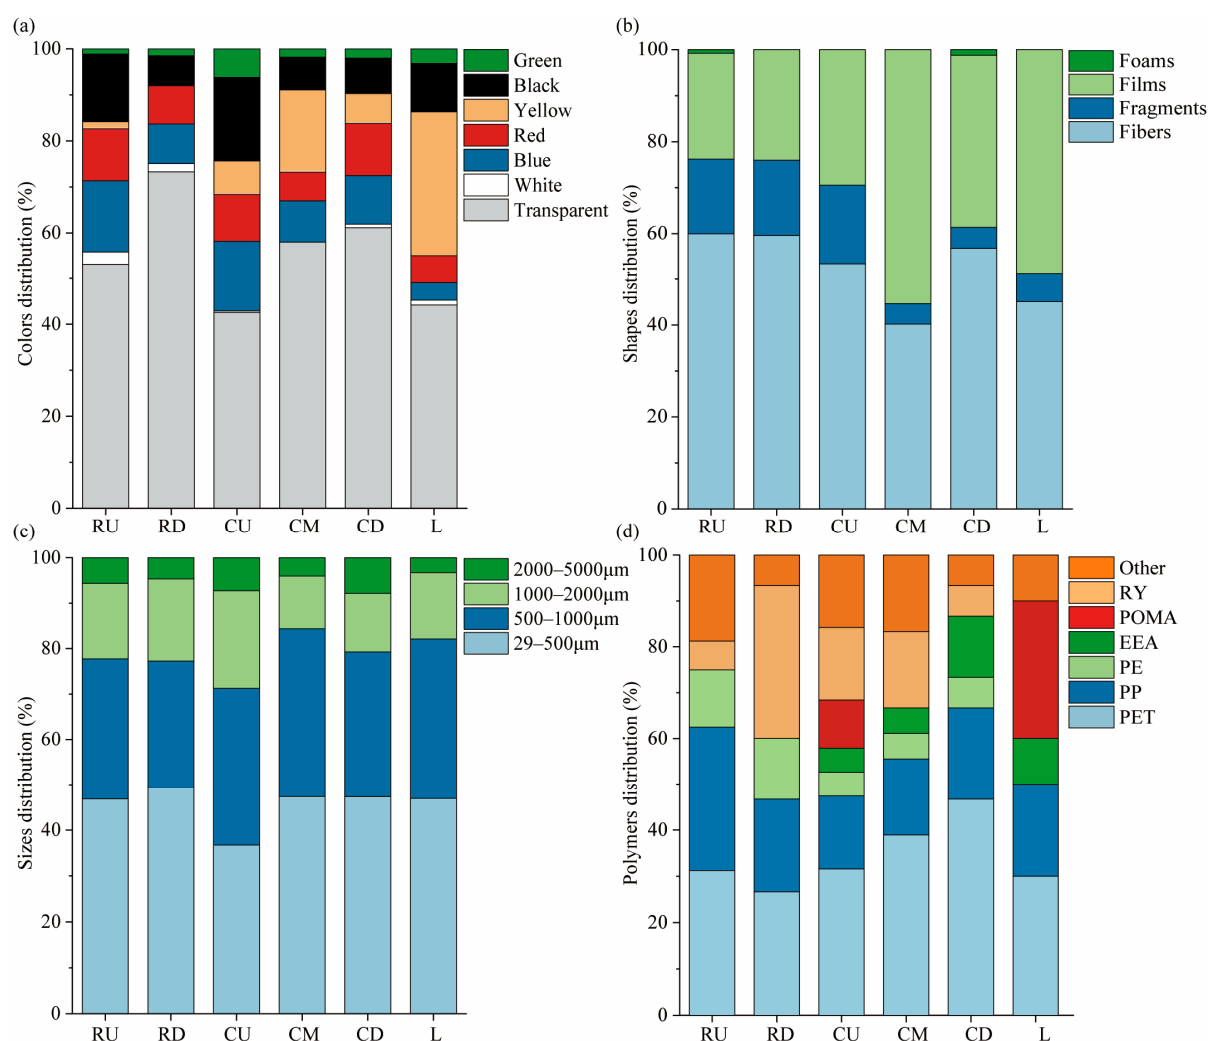 (a)
Colors distribution (%)
100
80
60
40
20
0
RU RD CU CM CD L
Green
Black
Yellow
Red
Blue
White
Transparent
(b)
Shapes distribution (%)
100
80
60
40
20
0
RU RD CU CM CD L
Foams
Films
Fragments
Fibers
(c)
Sizes distribution (%)
100
80
60
40
20
0
RU RD CU CM CD L
2000–5000μm
1000–2000μm
500–1000μm
29–500μm
(d)
Polymers distribution (%)
100
80
60
40
20
0
RU RD CU CM CD L
Other
RY
POMA
EEA
PE
PP
PET